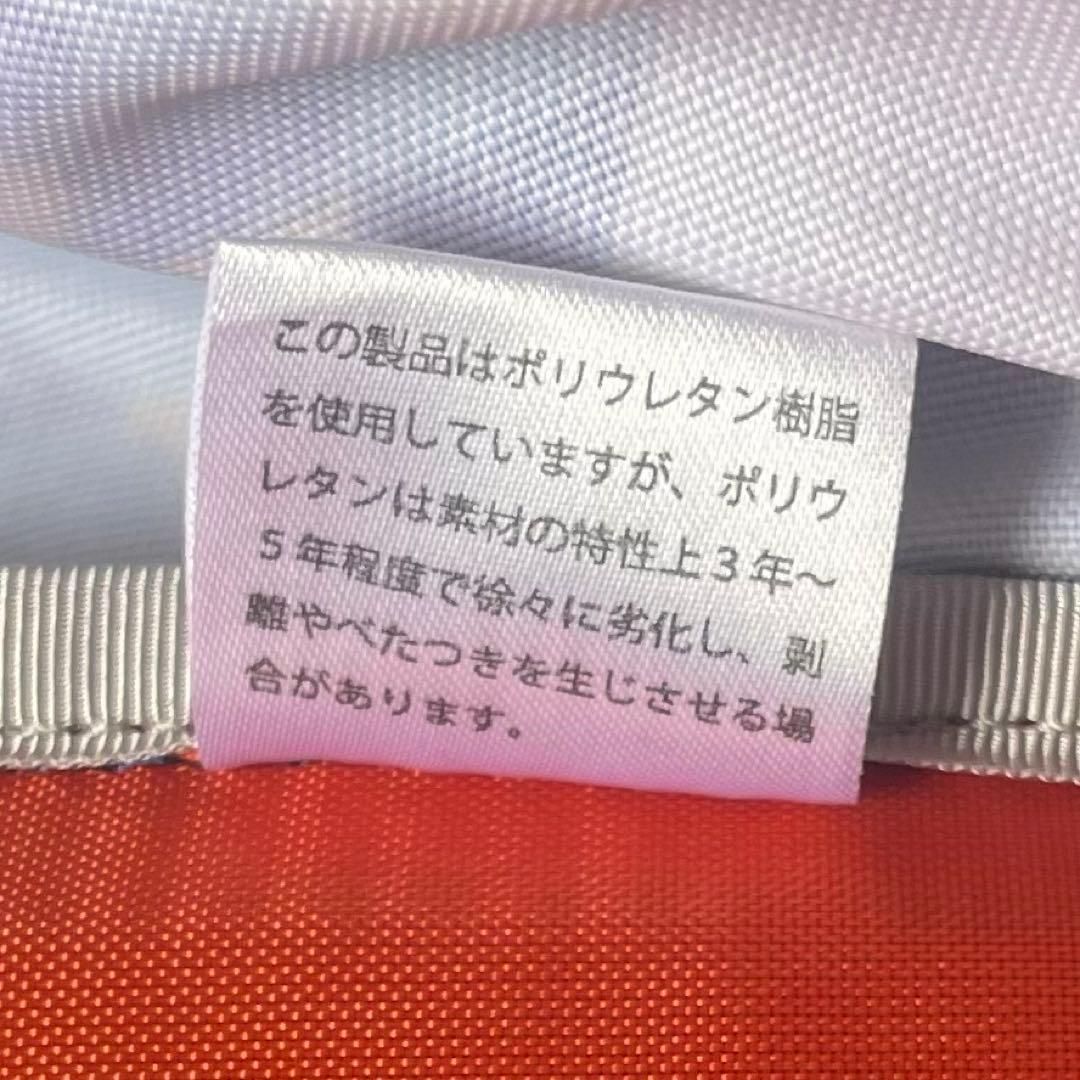 この製品はポリウレタン樹脂
を使用していますが、ポリウ
レタンは素材の特性上３年〜
５年程度で徐々に劣化し、剥
離やべたつきを生じさせる場
合があります。